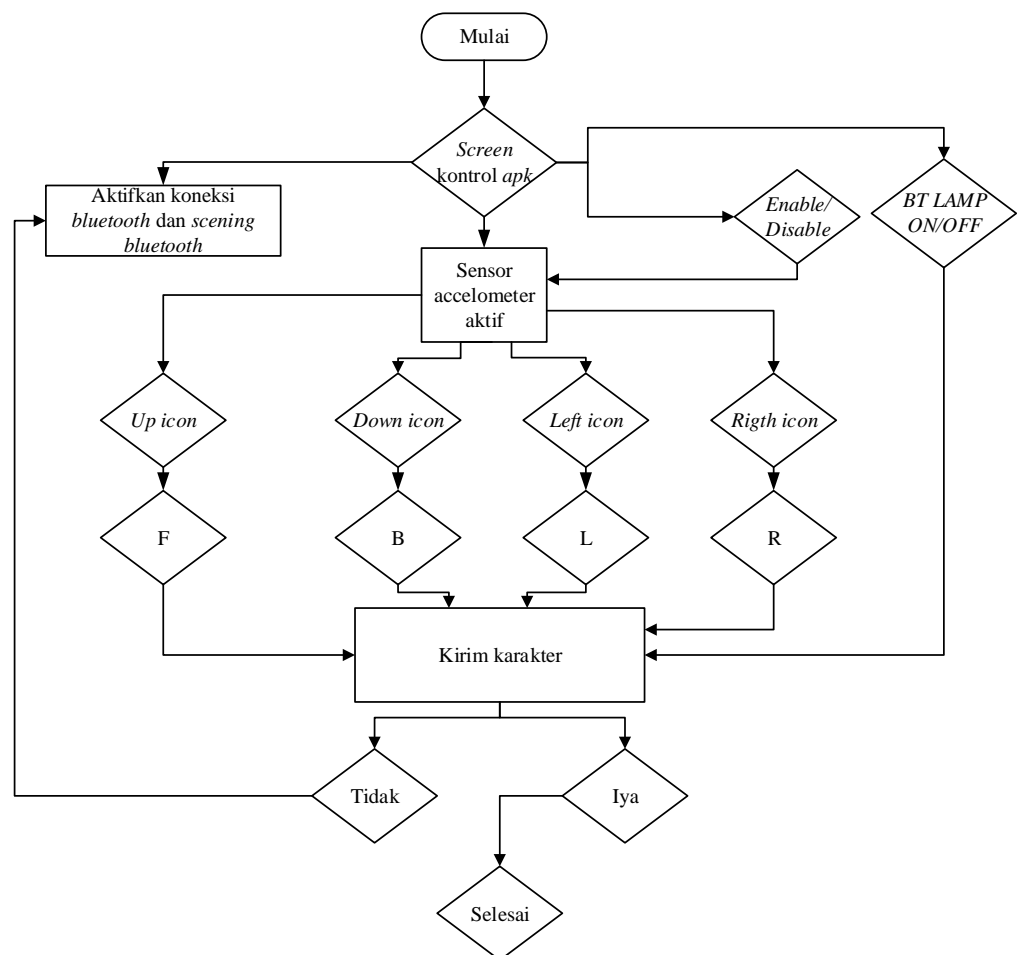 Mulai
Screen
kontrol apk
Aktifkan koneksi
bluetooth dan scening
bluetooth
Enable/
Disable
BT LAMP
ON/OFF
Sensor
accelometer
aktif
Up icon
Down icon
Left icon
Rigth icon
F
B
L
R
Kirim karakter
Tidak
Iya
Selesai